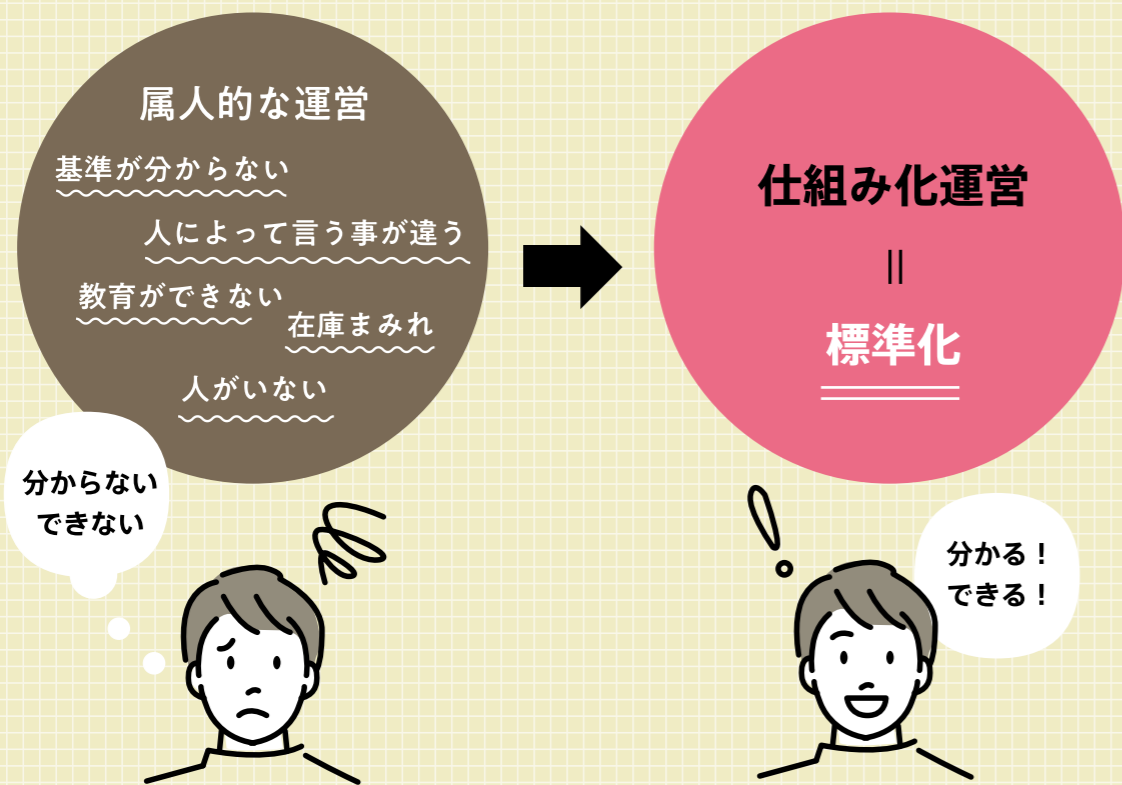 属人的な運営
基準が分からない
人によって言う事が違う
教育ができない
在庫まみれ
人がいない
分からない
できない
仕組み化運営
=
標準化
分かる！
できる！